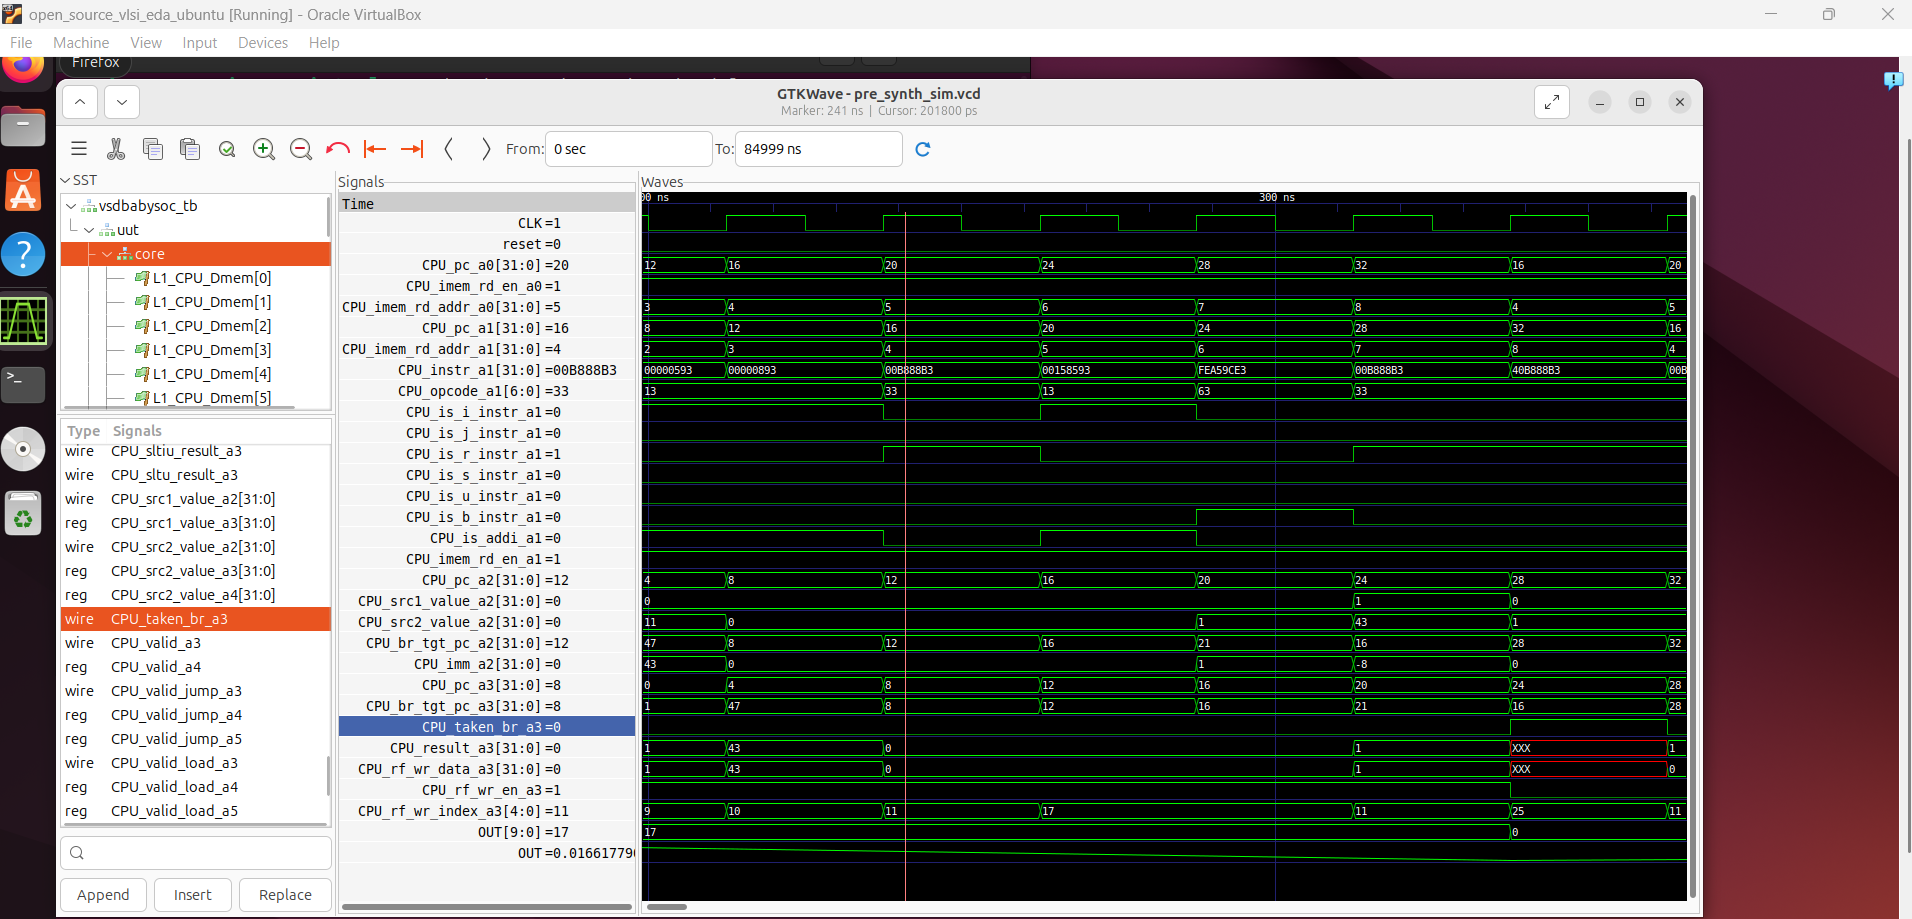 open_source_vlsi_eda_ubuntu [Running] - Oracle VirtualBox
File Machine View Input Devices Help
Firefox
GTKWave - pre_synth_sim.vcd
Marker: 241 ns | Cursor: 201800 ps
From: 0 sec To: 84999 ns
SST
vsdbabysoc_tb
uut
core
L1_CPU_Dmem[0]
L1_CPU_Dmem[1]
L1_CPU_Dmem[2]
L1_CPU_Dmem[3]
L1_CPU_Dmem[4]
L1_CPU_Dmem[5]
Type Signals
wire CPU_sltiu_result_a3
wire CPU_sltu_result_a3
wire CPU_src1_value_a2[31:0]
reg CPU_src1_value_a3[31:0]
wire CPU_src2_value_a2[31:0]
reg CPU_src2_value_a3[31:0]
reg CPU_src2_value_a4[31:0]
wire CPU_taken_br_a3
wire CPU_valid_a3
reg CPU_valid_a4
wire CPU_valid_jump_a3
reg CPU_valid_jump_a4
reg CPU_valid_jump_a5
wire CPU_valid_load_a3
reg CPU_valid_load_a4
reg CPU_valid_load_a5
Append Insert Replace
Signals
Time
CLK=1
reset=0
CPU_pc_a0[31:0]=20
CPU_imem_rd_en_a0=1
CPU_imem_rd_addr_a0[31:0]=5
CPU_pc_a1[31:0]=16
CPU_imem_rd_addr_a1[31:0]=4
CPU_instr_a1[31:0]=00B888B3
CPU_opcode_a1[6:0]=33
CPU_is_i_instr_a1=0
CPU_is_j_instr_a1=0
CPU_is_r_instr_a1=1
CPU_is_s_instr_a1=0
CPU_is_u_instr_a1=0
CPU_is_b_instr_a1=0
CPU_is_addi_a1=0
CPU_imem_rd_en_a1=1
CPU_pc_a2[31:0]=12
CPU_src1_value_a2[31:0]=0
CPU_src2_value_a2[31:0]=0
CPU_br_tgt_pc_a2[31:0]=12
CPU_imm_a2[31:0]=0
CPU_pc_a3[31:0]=8
CPU_br_tgt_pc_a3[31:0]=8
CPU_taken_br_a3=0
CPU_result_a3[31:0]=0
CPU_rf_wr_data_a3[31:0]=0
CPU_rf_wr_en_a3=1
CPU_rf_wr_index_a3[4:0]=11
OUT[9:0]=17
OUT=0.01661779
Waves
00 ns 300 ns
12 16 20 24 28 32 16 20
3 4 5 6 7 8 4 5
8 12 16 20 24 28 32 16
2 3 4 5 6 7 8 4
00000593 00000893 00B888B3 00158593 FEA59CE3 00B888B3 40B888B3 00B
13 33 13 63 33
4 8 12 16 20 24 28 32
0 1 0
11 0 1 43 1
47 8 12 16 21 16 28 32
43 0 1 -8 0
0 4 8 12 16 20 24 28
1 47 8 12 16 21 16 28
1 43 0 1 XXX 1
1 43 0 1 XXX 0
9 10 11 17 11 25 11
17 0